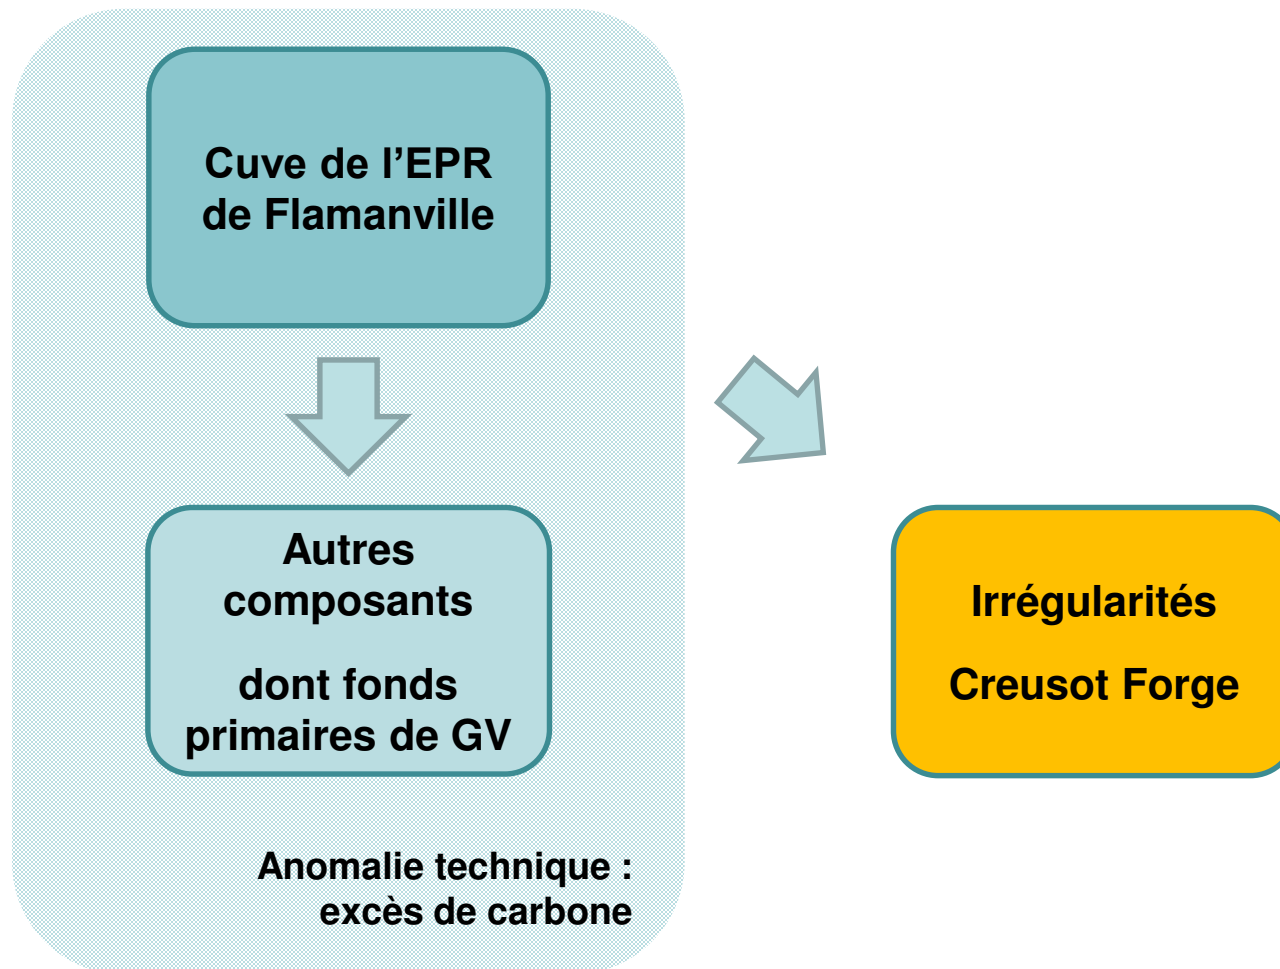 Cuve de l’EPR
de Flamanville
Autres
composants
dont fonds
primaires de GV
Anomalie technique :
excès de carbone
Irrégularités
Creusot Forge